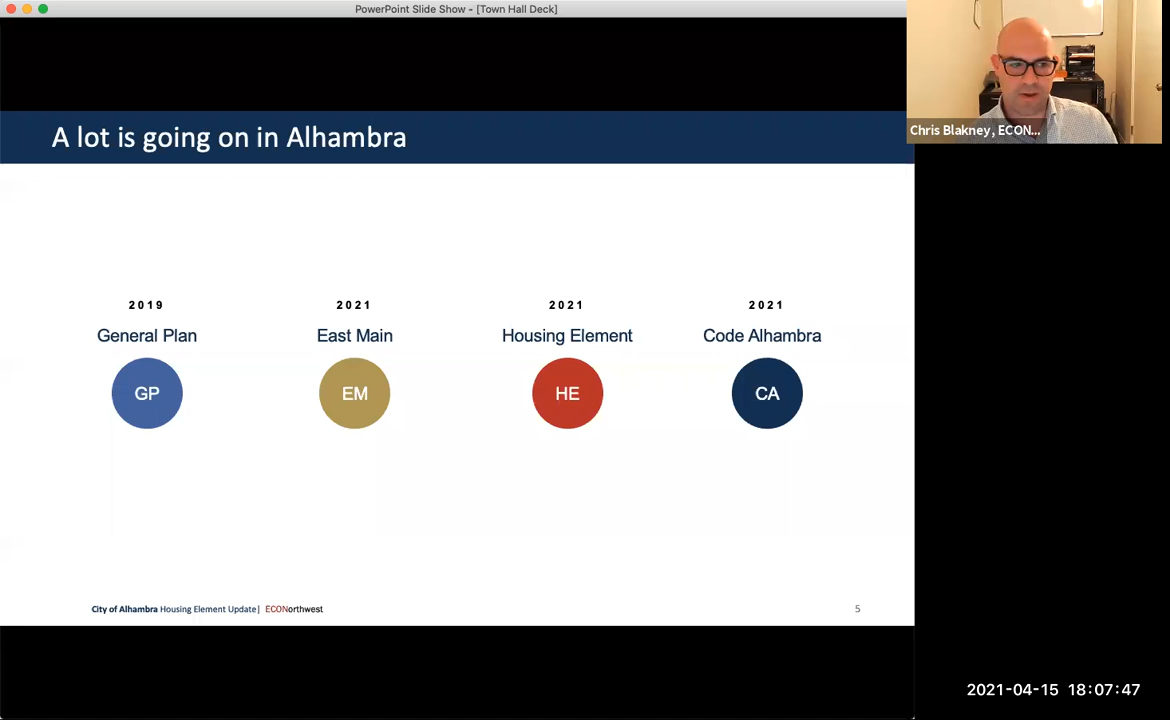 PowerPoint Slide Show - [Town Hall Deck]
Chris Blakney, ECON...
A lot is going on in Alhambra
2019
General Plan
GP
2021
East Main
EM
2021
Housing Element
HE
2021
Code Alhambra
CA
City of Alhambra Housing Element Update| ECONorthwest
5
2021-04-15 18:07:47